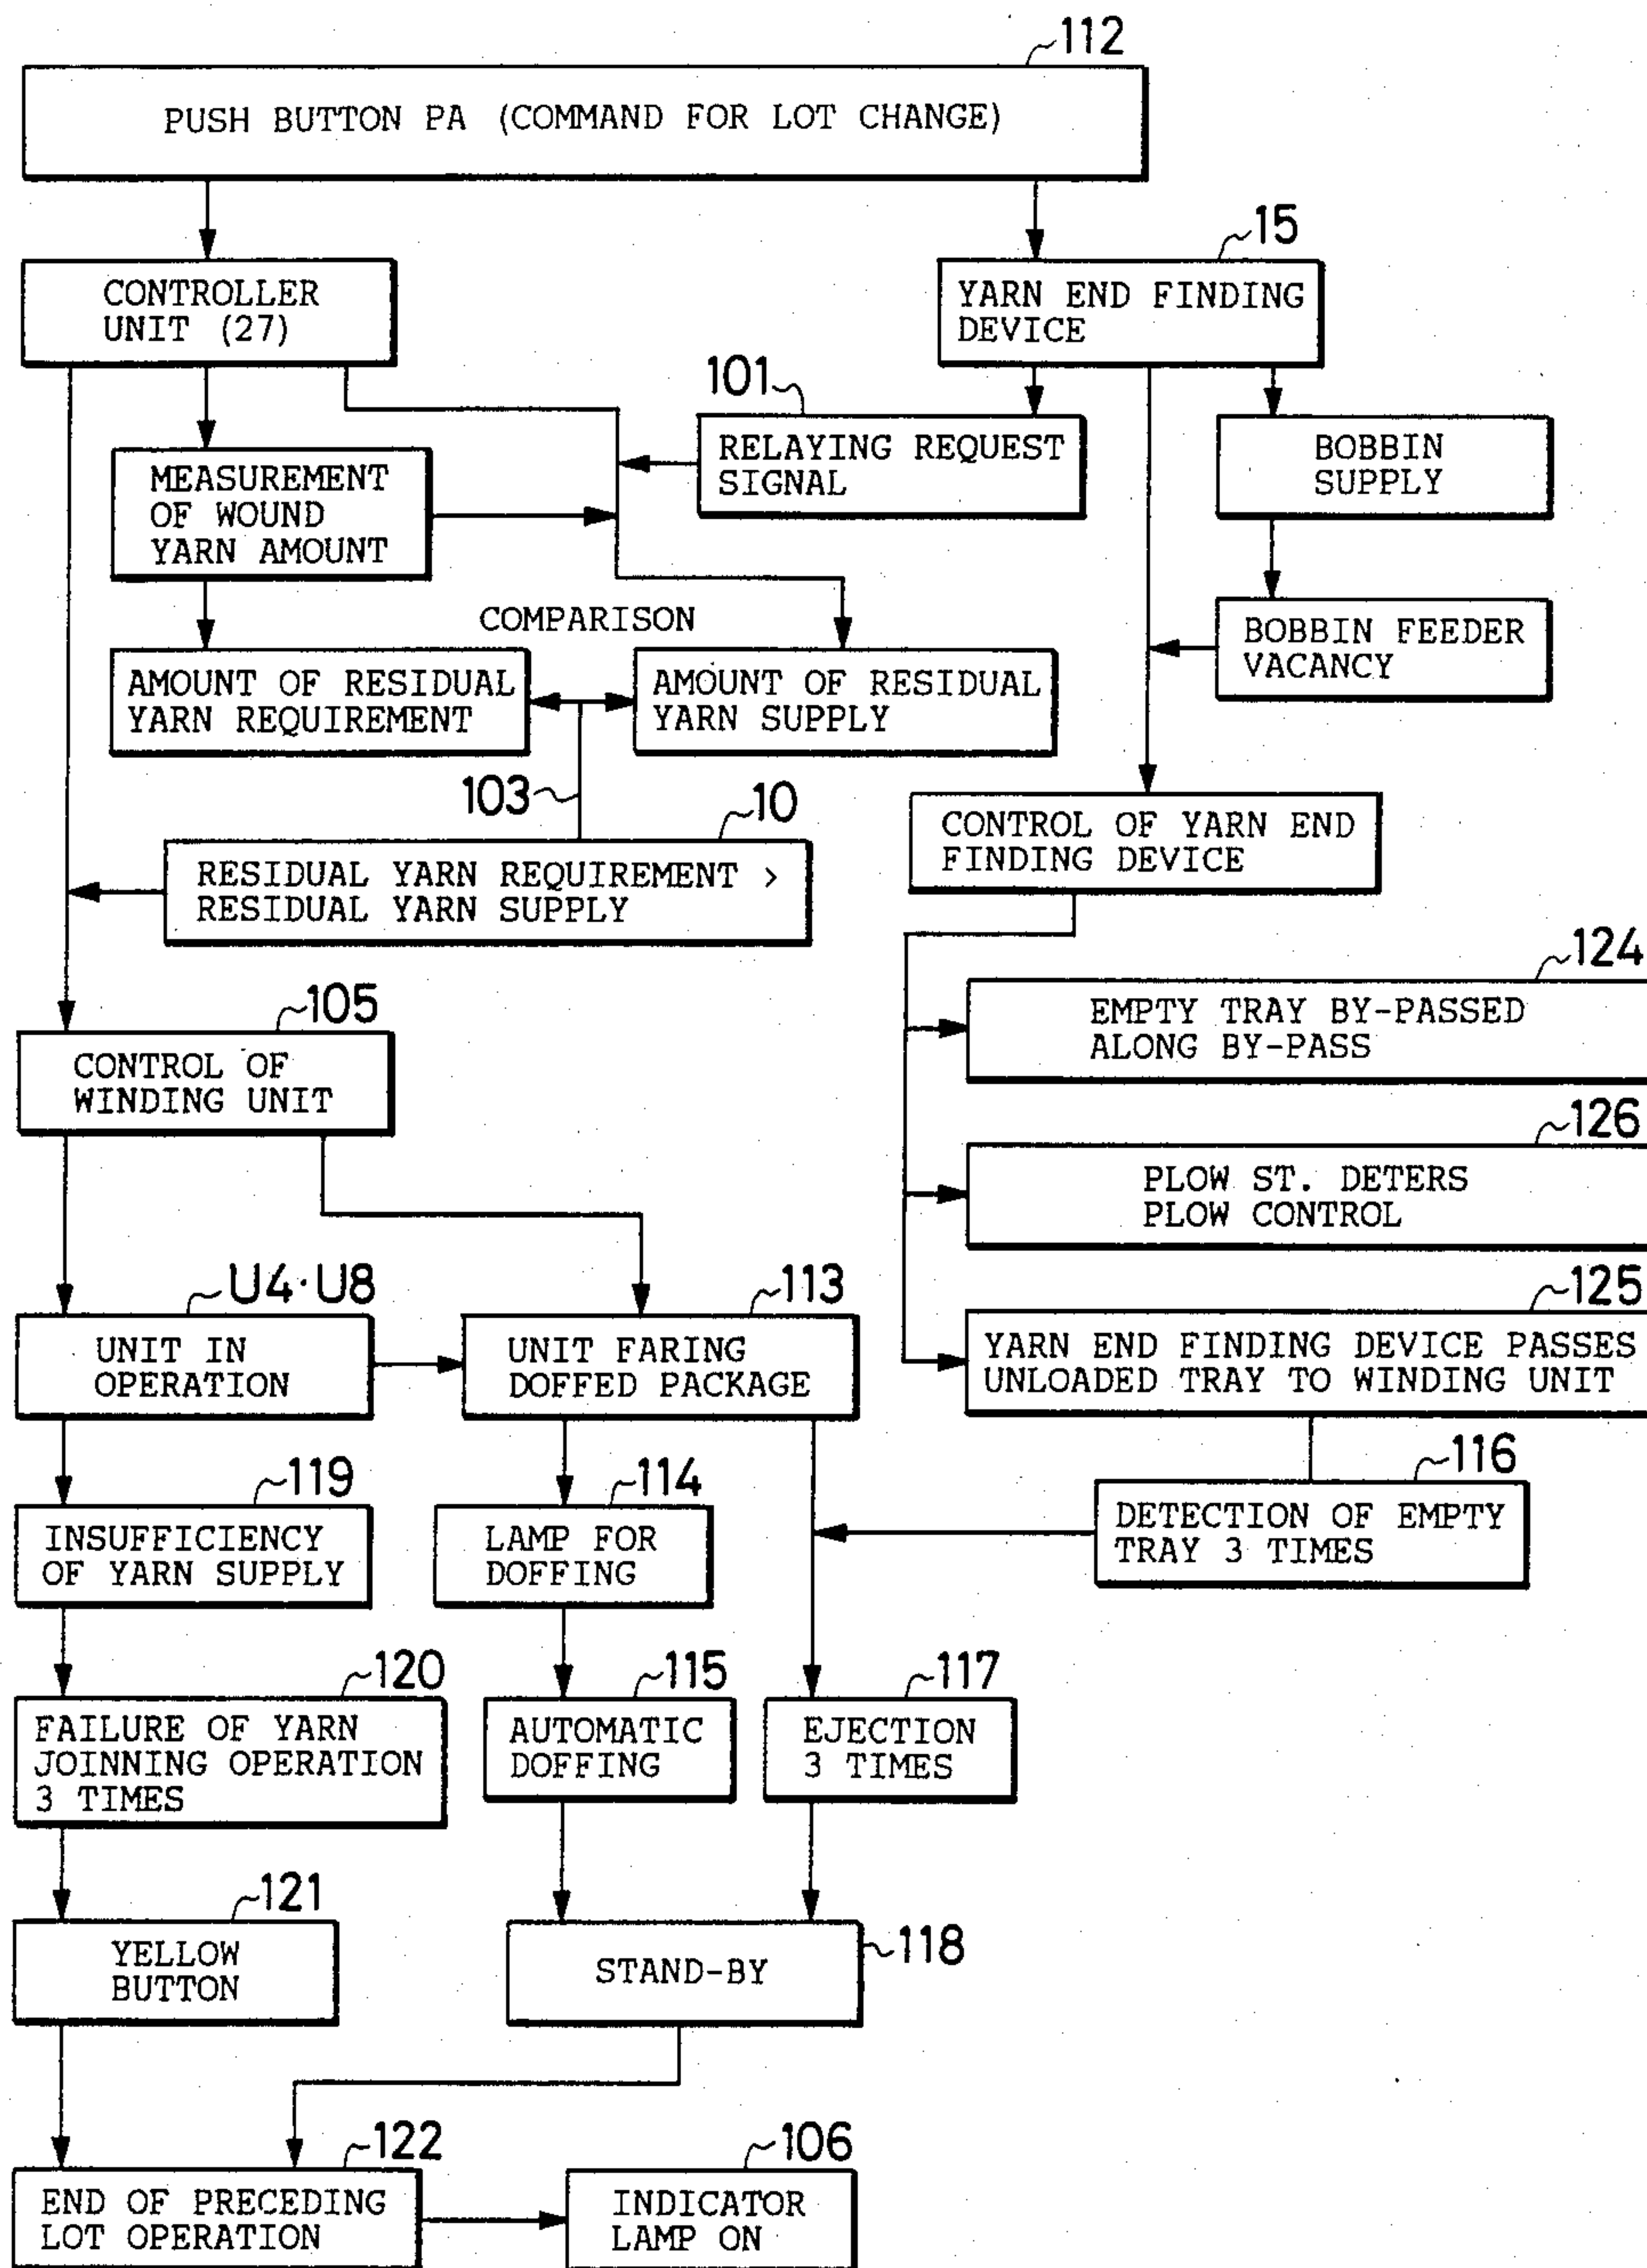 112
PUSH BUTTON PA (COMMAND FOR LOT CHANGE)
CONTROLLER
UNIT (27)
15
YARN END FINDING
DEVICE
101
RELAYING REQUEST
SIGNAL
BOBBIN
SUPPLY
MEASUREMENT
OF WOUND
YARN AMOUNT
BOBBIN FEEDER
VACANCY
COMPARISON
AMOUNT OF RESIDUAL
YARN REQUIREMENT
AMOUNT OF RESIDUAL
YARN SUPPLY
103
10
RESIDUAL YARN REQUIREMENT >
RESIDUAL YARN SUPPLY
CONTROL OF YARN END
FINDING DEVICE
124
EMPTY TRAY BY-PASSED
ALONG BY-PASS
105
CONTROL OF
WINDING UNIT
126
PLOW ST. DETERS
PLOW CONTROL
U4·U8
UNIT IN
OPERATION
113
UNIT FARING
DOFFED PACKAGE
125
YARN END FINDING DEVICE PASSES
UNLOADED TRAY TO WINDING UNIT
119
INSUFFICIENCY
OF YARN SUPPLY
114
LAMP FOR
DOFFING
116
DETECTION OF EMPTY
TRAY 3 TIMES
120
FAILURE OF YARN
JOINNING OPERATION
3 TIMES
115
AUTOMATIC
DOFFING
117
EJECTION
3 TIMES
121
YELLOW
BUTTON
STAND-BY
118
122
END OF PRECEDING
LOT OPERATION
106
INDICATOR
LAMP ON